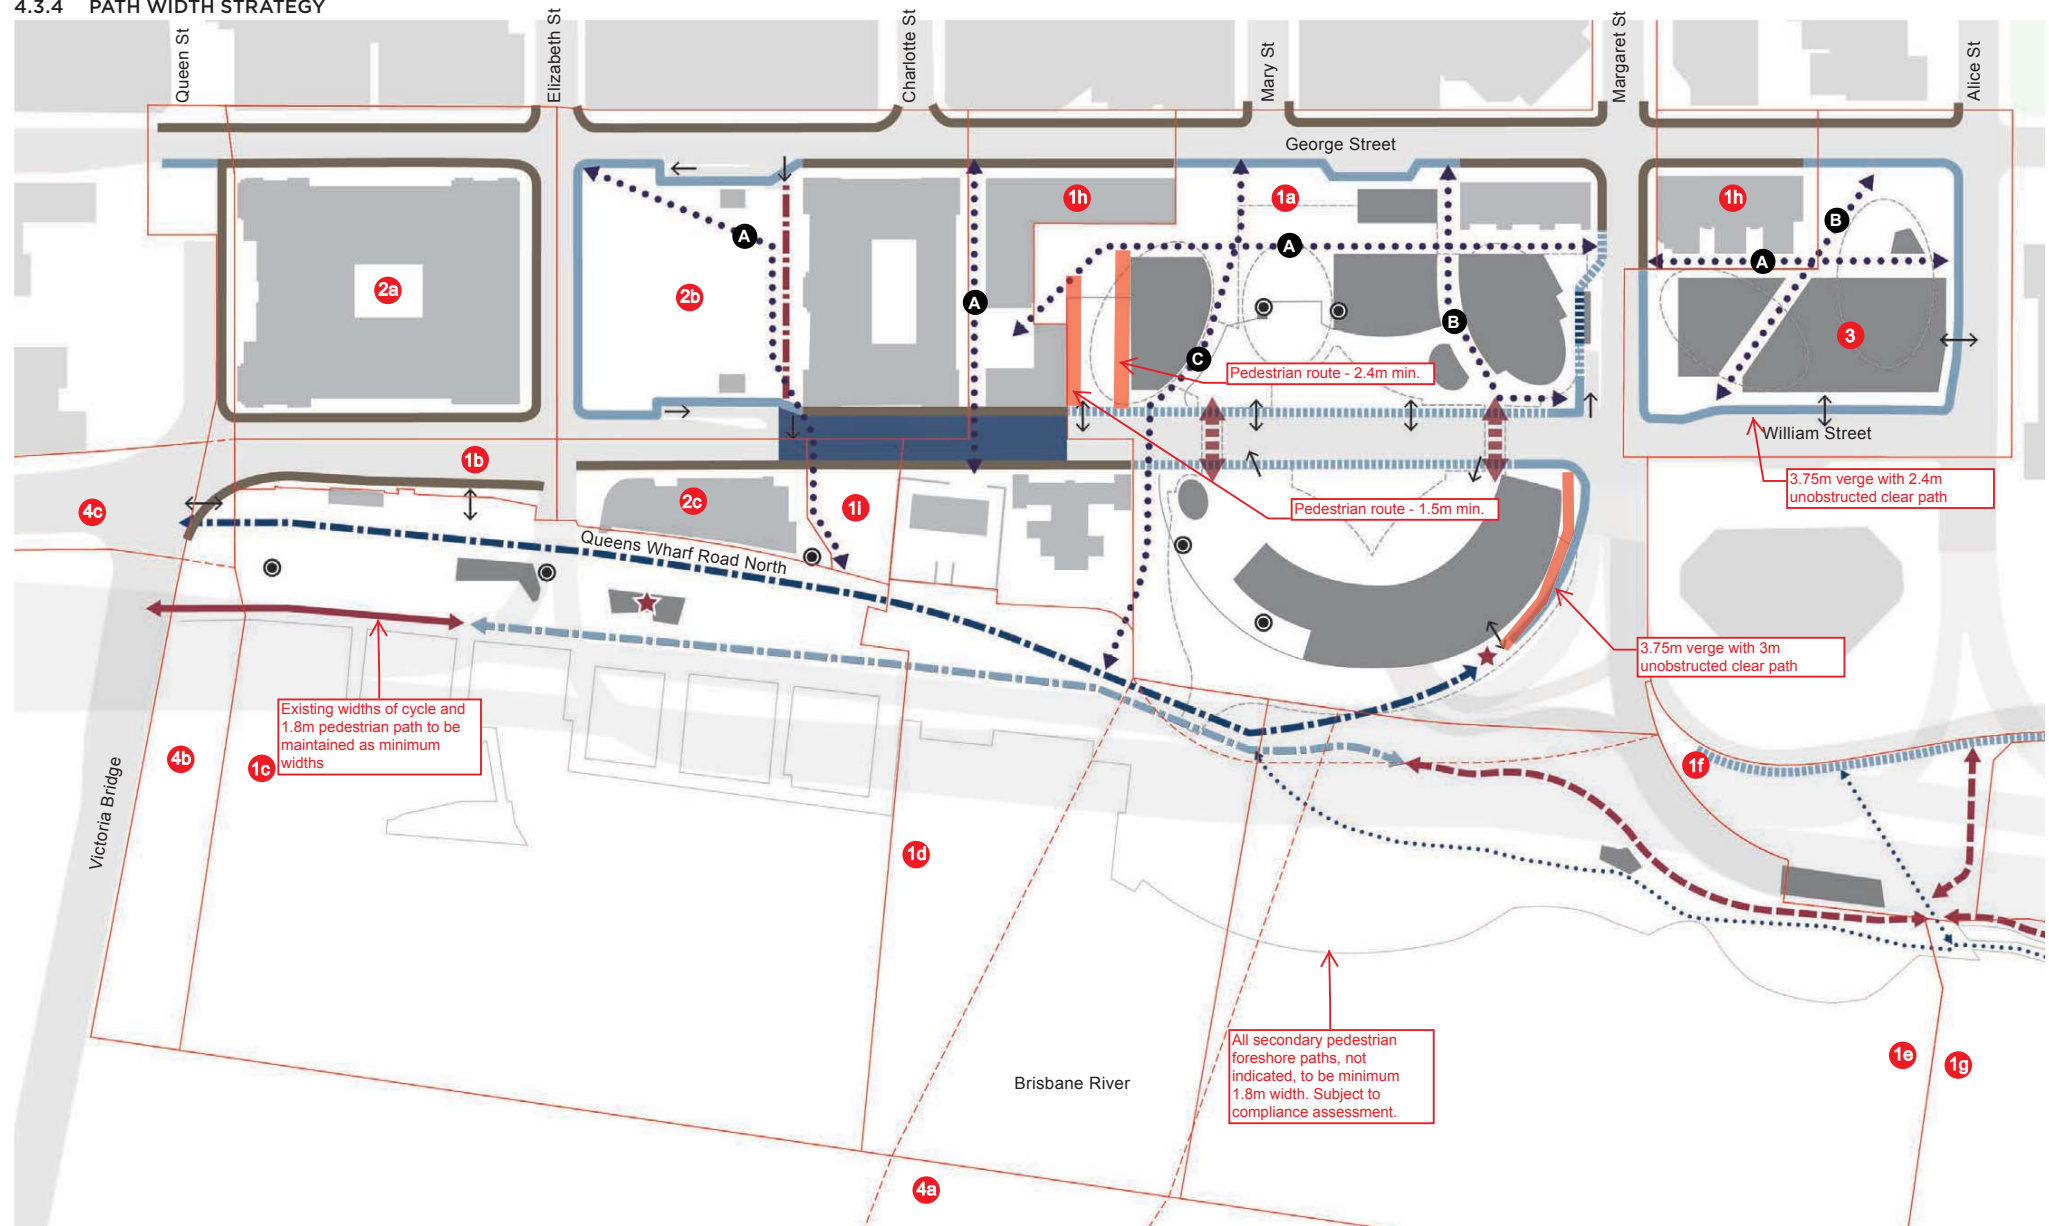 4.3.4 PATH WIDTH STRATEGY
Queen St
Elizabeth St
Charlotte St
Mary St
Margaret St
Alice St
George Street
1h
1a
1h
A
A
B
A
2a
2b
A
B
3
C
Pedestrian route - 2.4m min.
William Street
1b
3.75m verge with 2.4m
unobstructed clear path
4c
2c
1i
Pedestrian route - 1.5m min.
Queens Wharf Road North
3.75m verge with 3m
unobstructed clear path
Existing widths of cycle and
1.8m pedestrian path to be
maintained as minimum
widths
4b
1c
1f
Victoria Bridge
1d
All secondary pedestrian
foreshore paths, not
indicated, to be minimum
1.8m width. Subject to
compliance assessment.
1e
1g
Brisbane River
4a